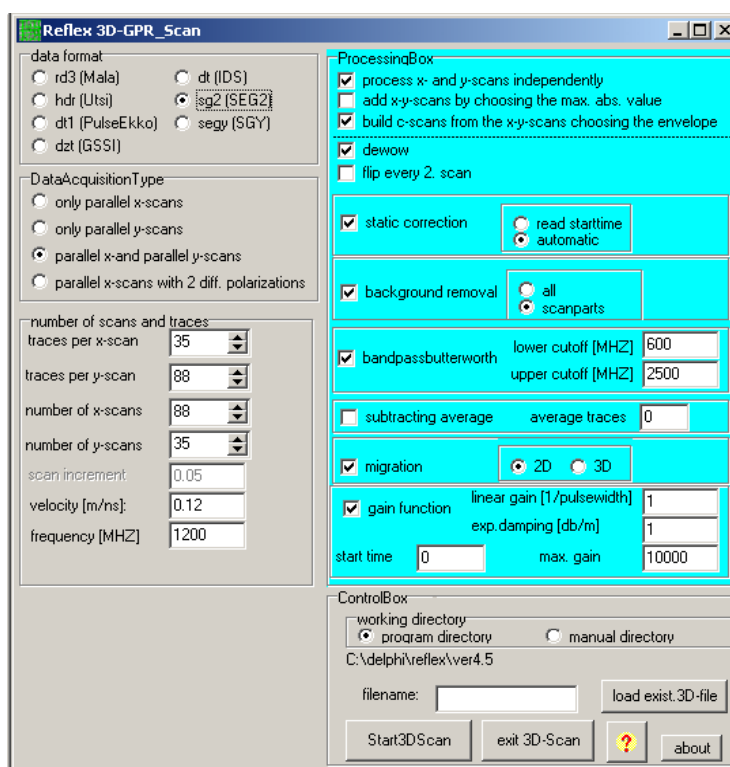 Reflex 3D-GPR_Scan
data format
rd3 (Mala)
dt (IDS)
hdr (Utsi)
sg2 (SEG2)
dt1 (PulseEkko)
segy (SGY)
dzt (GSSI)
DataAcquisitionType
only parallel x-scans
only parallel y-scans
parallel x-and parallel y-scans
parallel x-scans with 2 diff. polarizations
number of scans and traces
traces per x-scan 35
traces per y-scan 88
number of x-scans 88
number of y-scans 35
scan increment 0.05
velocity [m/ns]: 0.12
frequency [MHZ] 1200
ProcessingBox
process x- and y-scans independently
add x-y-scans by choosing the max. abs. value
build c-scans from the x-y-scans choosing the envelope
dewow
flip every 2. scan
static correction
read starttime
automatic
background removal
all
scanparts
bandpassbutterworth
lower cutoff [MHZ] 600
upper cutoff [MHZ] 2500
subtracting average average traces 0
migration 2D 3D
gain function
linear gain [1/pulsewidth] 1
exp.damping [db/m] 1
start time 0 max. gain 10000
ControlBox
working directory
program directory manual directory
C:\delphi\reflex\ver4.5
filename: load exist.3D-file
Start3DScan exit 3D-Scan ? about